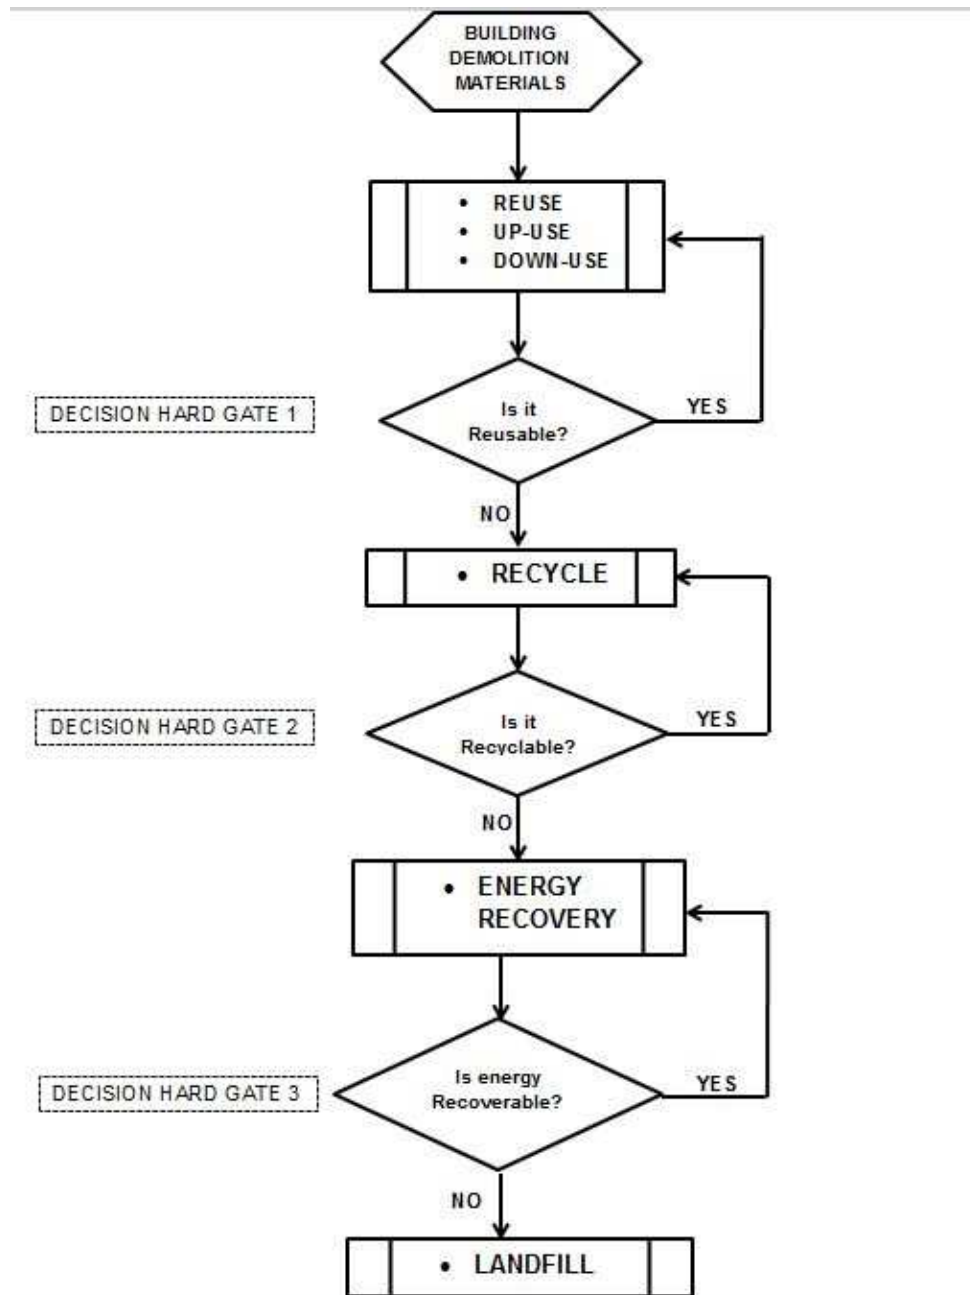 BUILDING
DEMOLITION
MATERIALS
• REUSE
• UP-USE
• DOWN-USE
DECISION HARD GATE 1
Is it
Reusable?
YES
NO
• RECYCLE
DECISION HARD GATE 2
Is it
Recyclable?
YES
NO
• ENERGY
RECOVERY
DECISION HARD GATE 3
Is energy
Recoverable?
YES
NO
• LANDFILL